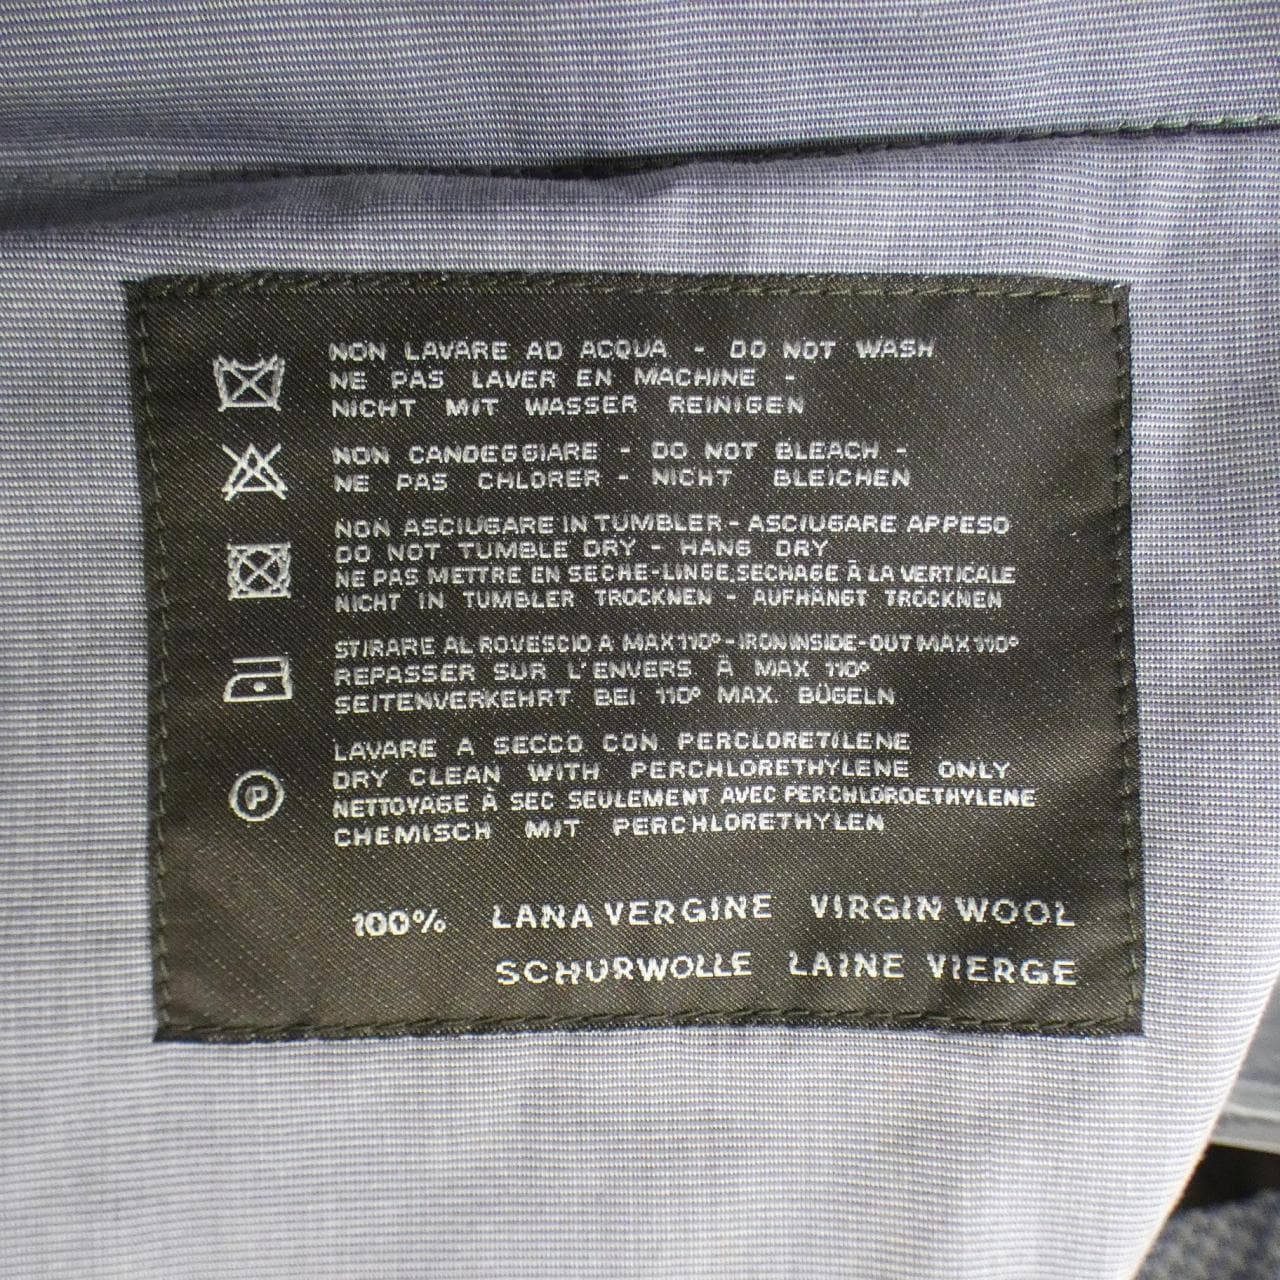 NON LAVARE AD ACQUA - DO NOT WASH
NE PAS LAVER EN MACHINE -
NICHT MIT WASSER REINIGEN
NON CANDEGGIARE - DO NOT BLEACH -
NE PAS CHLORER - NICHT BLEICHEN
NON ASCIUGARE IN TUMBLER - ASCIUGARE APPESO
DO NOT TUMBLE DRY - HANG DRY
NE PAS METTRE EN SECHE-LINGE, SECHAGE À LA VERTICALE
NICHT IN TUMBLER TROCKNEN - AUFHÄNGT TROCKNEN
STIRARE AL ROVESCIO A MAX 110° - IRON INSIDE-OUT MAX 110°
REPASSER SUR L'ENVERS À MAX 110°
SEITENVERKEHRT BEI 110° MAX. BÜGELN
LAVARE A SECCO CON PERCLORETILENE
DRY CLEAN WITH PERCHLORETHYLENE ONLY
P NETTOYAGE À SEC SEULEMENT AVEC PERCHLOROETHYLENE
CHEMISCH MIT PERCHLORETHYLEN
100% LANA VERGINE VIRGIN WOOL
SCHURWOLLE LAINE VIERGE